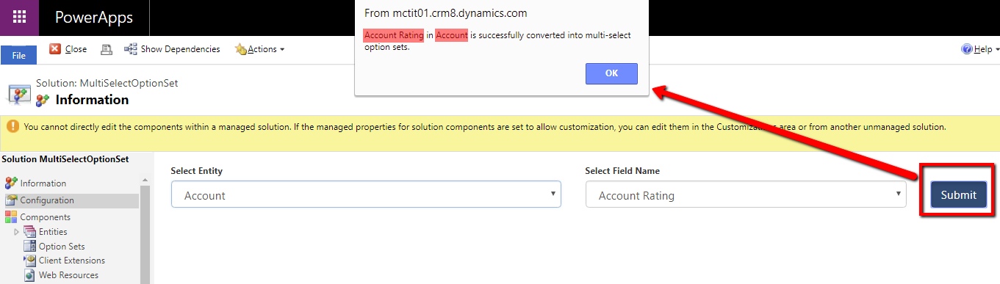 PowerApps
From mctit01.crm8.dynamics.com
Account Rating in Account is successfully converted into multi-select
option sets.
OK
File
Close
Show Dependencies
Actions
Help
Solution: MultiSelectOptionSet
Information
You cannot directly edit the components within a managed solution. If the managed properties for solution components are set to allow customization, you can edit them in the Customizat s area or from another unmanaged solution.
Solution MultiSelectOptionSet
Information
Configuration
Components
Entities
Option Sets
Client Extensions
Web Resources
Select Entity
Account
Select Field Name
Account Rating
Submit